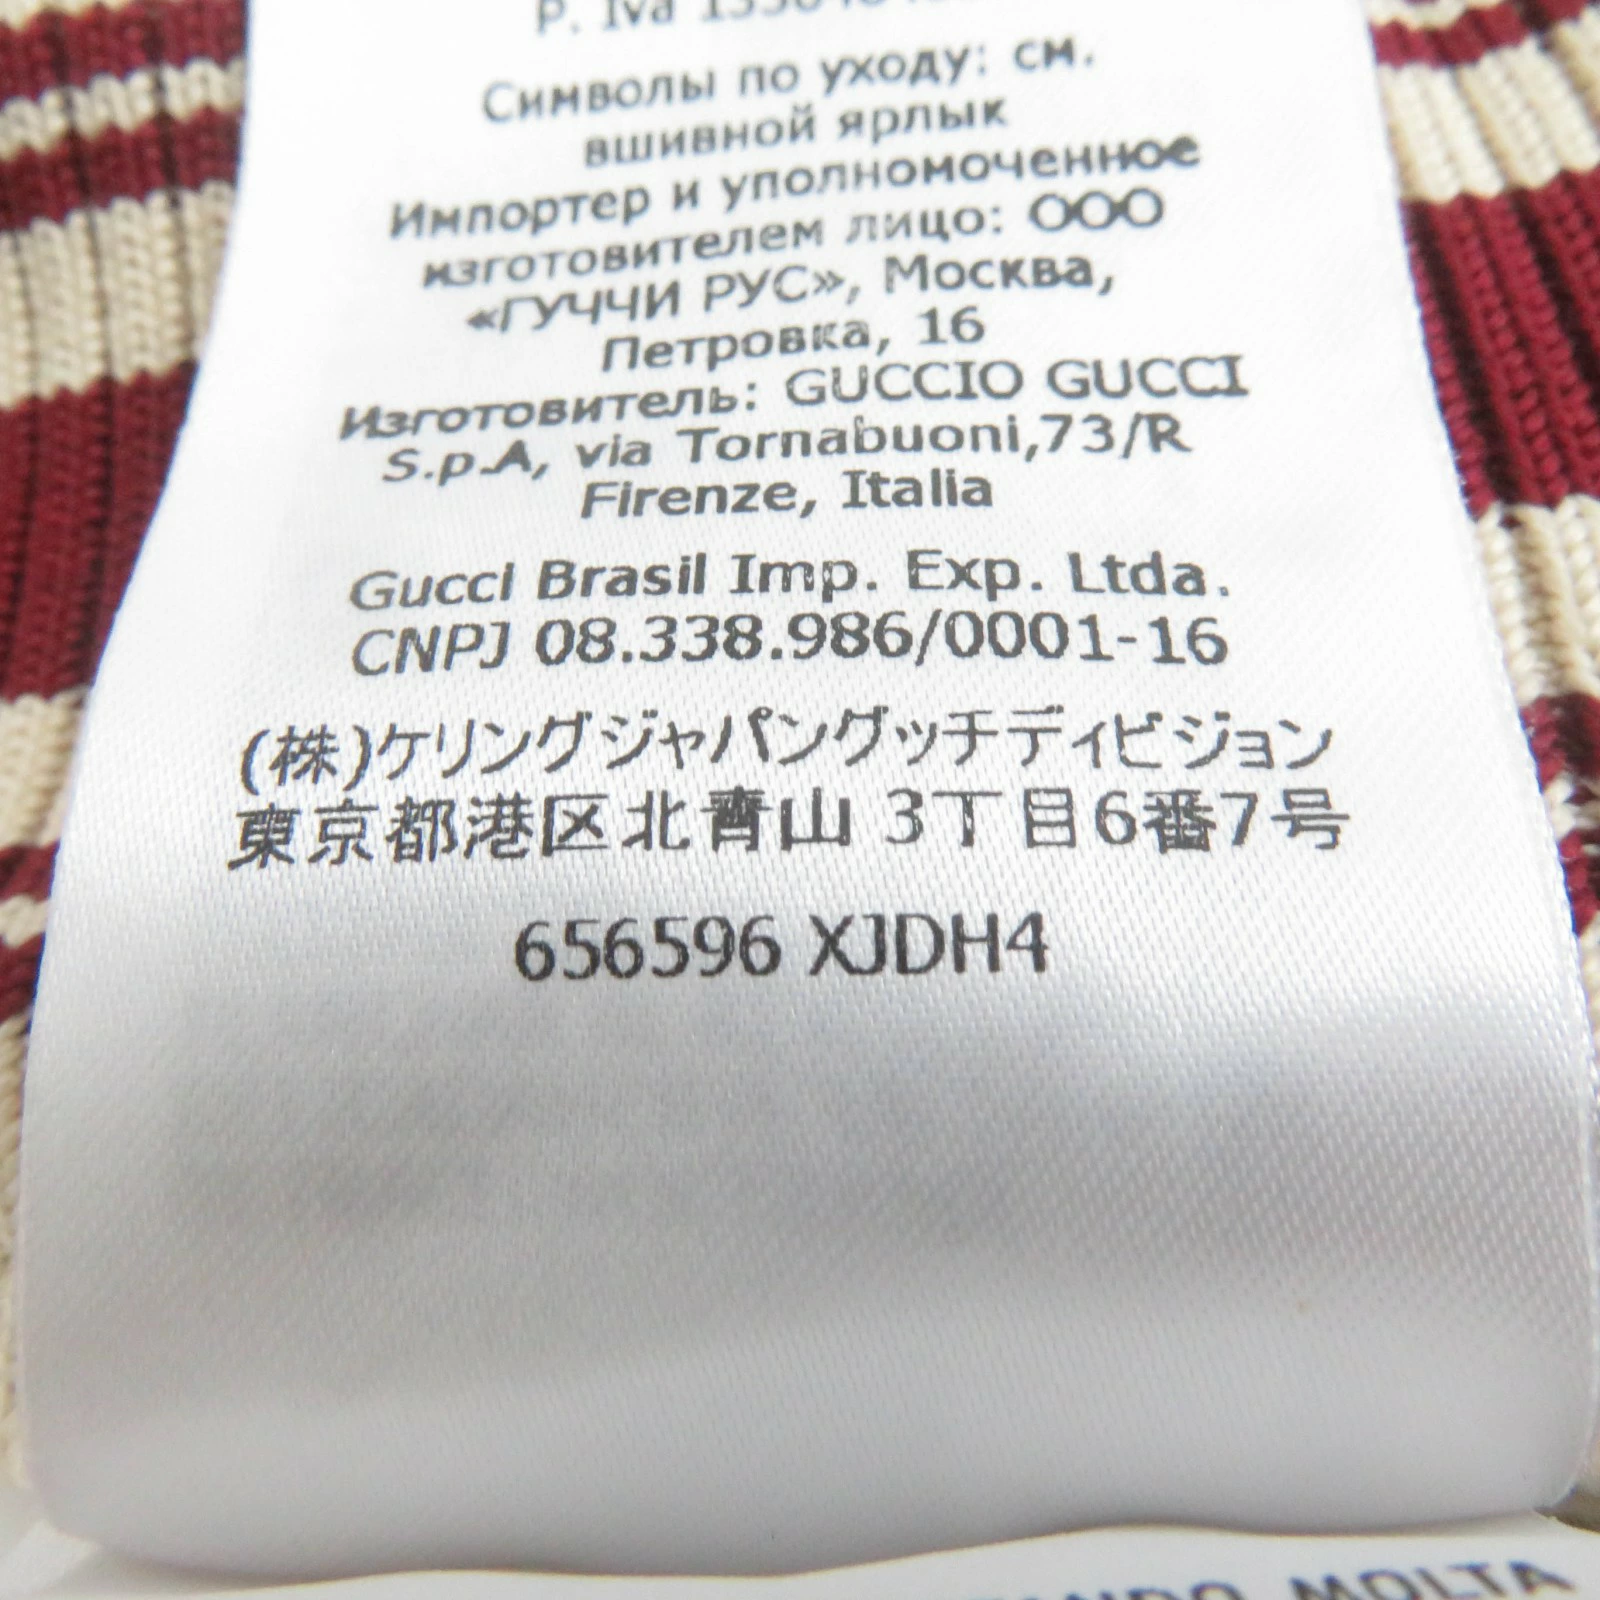 P. Iva
Символы по уходу: см.
вшивной ярлык
Импортер и уполномоченное
изготовителем лицо: ООО
«ГУЧЧИ РУС», Москва,
Петровка, 16
Изготовитель: GUCCIO GUCCI
S.p.A, via Tornabuoni,73/R
Firenze, Italia
Gucci Brasil Imp. Exp. Ltda.
CNPJ 08.338.986/0001-16
(株)ケリングジャパングッチディビジョン
東京都港区北青山 3丁目6番7号
656596 XJDH4
MOLTA